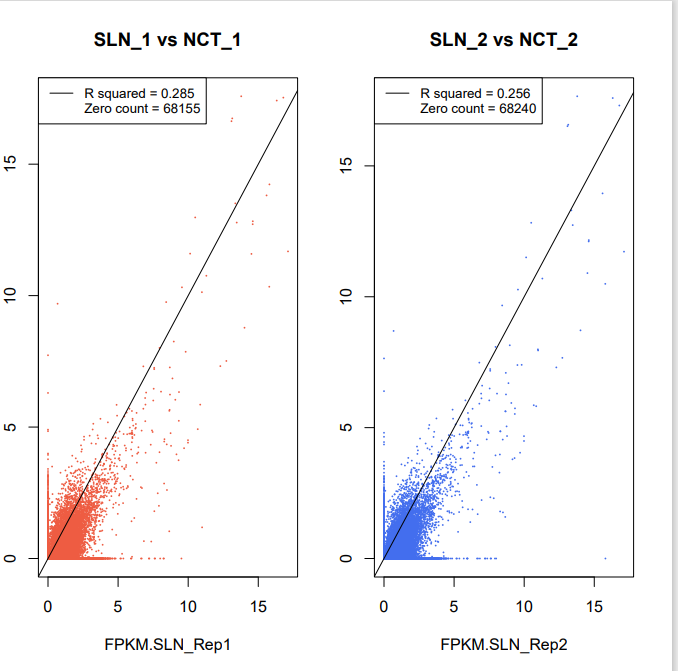 SLN_1 vs NCT_1
R squared = 0.285
Zero count = 68155
15
10
5
0
0 5 10 15
FPKM.SLN_Rep1
SLN_2 vs NCT_2
R squared = 0.256
Zero count = 68240
15
10
5
0
0 5 10 15
FPKM.SLN_Rep2